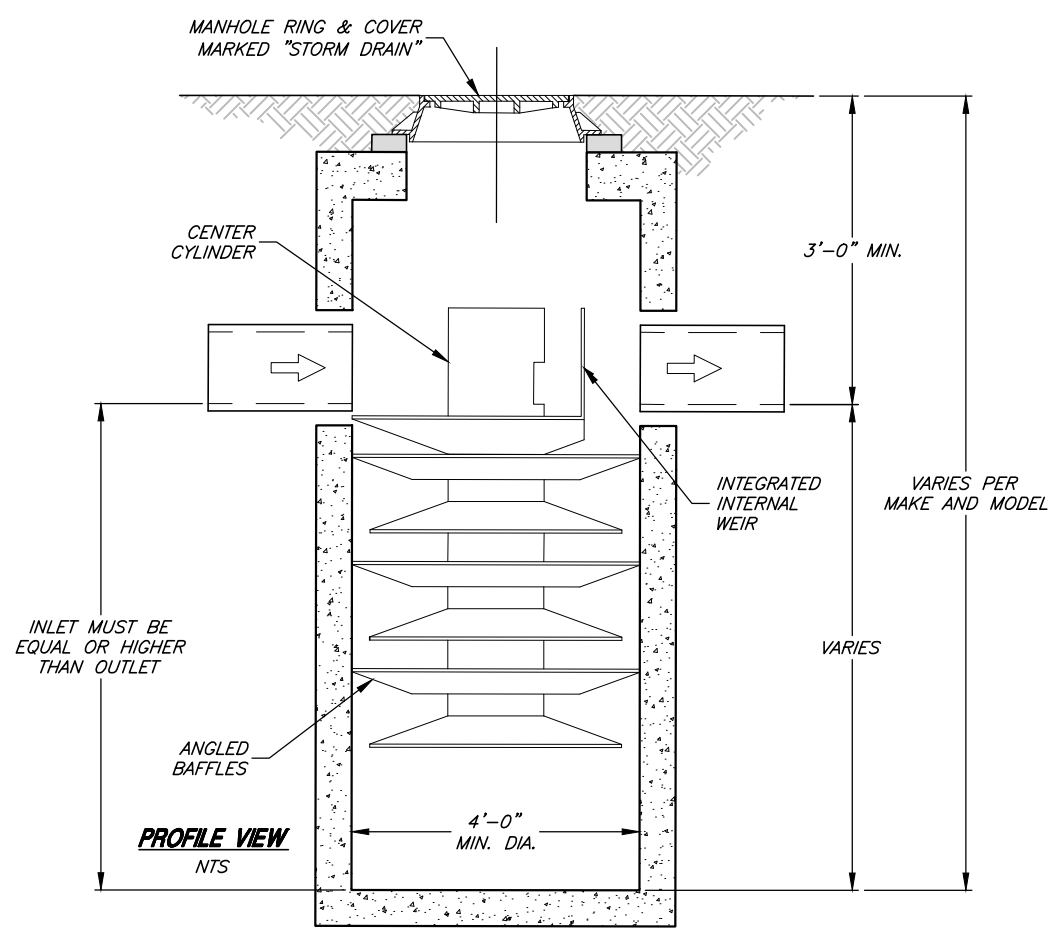 MANHOLE RING & COVER
MARKED "STORM DRAIN"
CENTER
CYLINDER
3'-0" MIN.
INTEGRATED
INTERNAL
WEIR
VARIES PER
MAKE AND MODEL
INLET MUST BE
EQUAL OR HIGHER
THAN OUTLET
VARIES
ANGLED
BAFFLES
4'-0"
MIN. DIA.
PROFILE VIEW
NTS